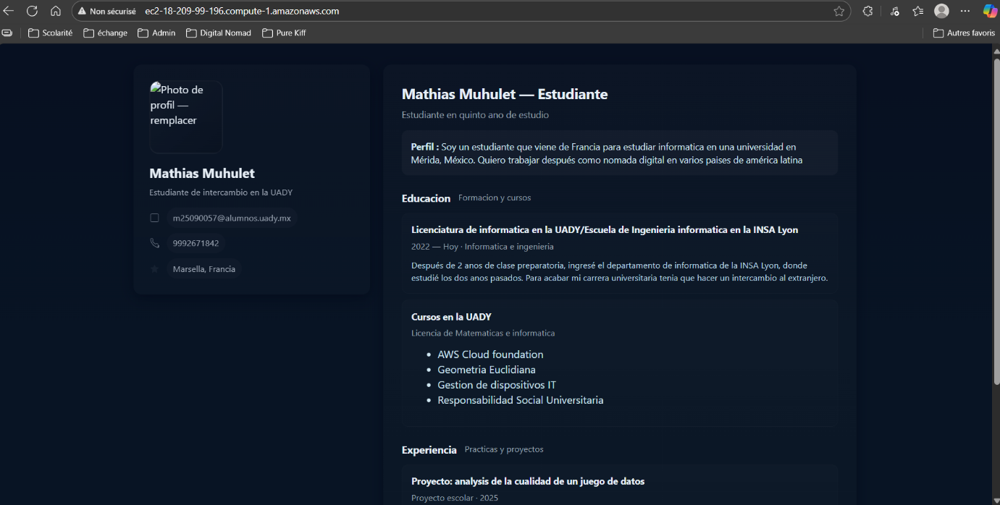 Non sécurisé ec2-18-209-99-196.compute-1.amazonaws.com
Scolarité échange Admin Digital Nomad Pure Kiff Autres favoris
Photo de
profil —
remplacer
Mathias Muhulet
Estudiante de intercambio en la UADY
m25090057@alumnos.uady.mx
9992671842
Marsella, Francia
Mathias Muhulet — Estudiante
Estudiante en quinto ano de estudio
Perfil : Soy un estudiante que viene de Francia para estudiar informatica en una universidad en
Mérida, México. Quiero trabajar después como nomada digital en varios paises de américa latina
Educacion Formacion y cursos
Licenciatura de informatica en la UADY/Escuela de Ingenieria informatica en la INSA Lyon
2022 — Hoy · Informatica e ingenieria
Después de 2 anos de clase preparatoria, ingresé el departamento de informatica de la INSA Lyon, donde
estudié los dos anos pasados. Para acabar mi carrera universitaria tenia que hacer un intercambio al extranjero.
Cursos en la UADY
Licencia de Matematicas e informatica
• AWS Cloud foundation
• Geometria Euclidiana
• Gestion de dispositivos IT
• Responsabilidad Social Universitaria
Experiencia Practicas y proyectos
Proyecto: analysis de la cualidad de un juego de datos
Proyecto escolar · 2025